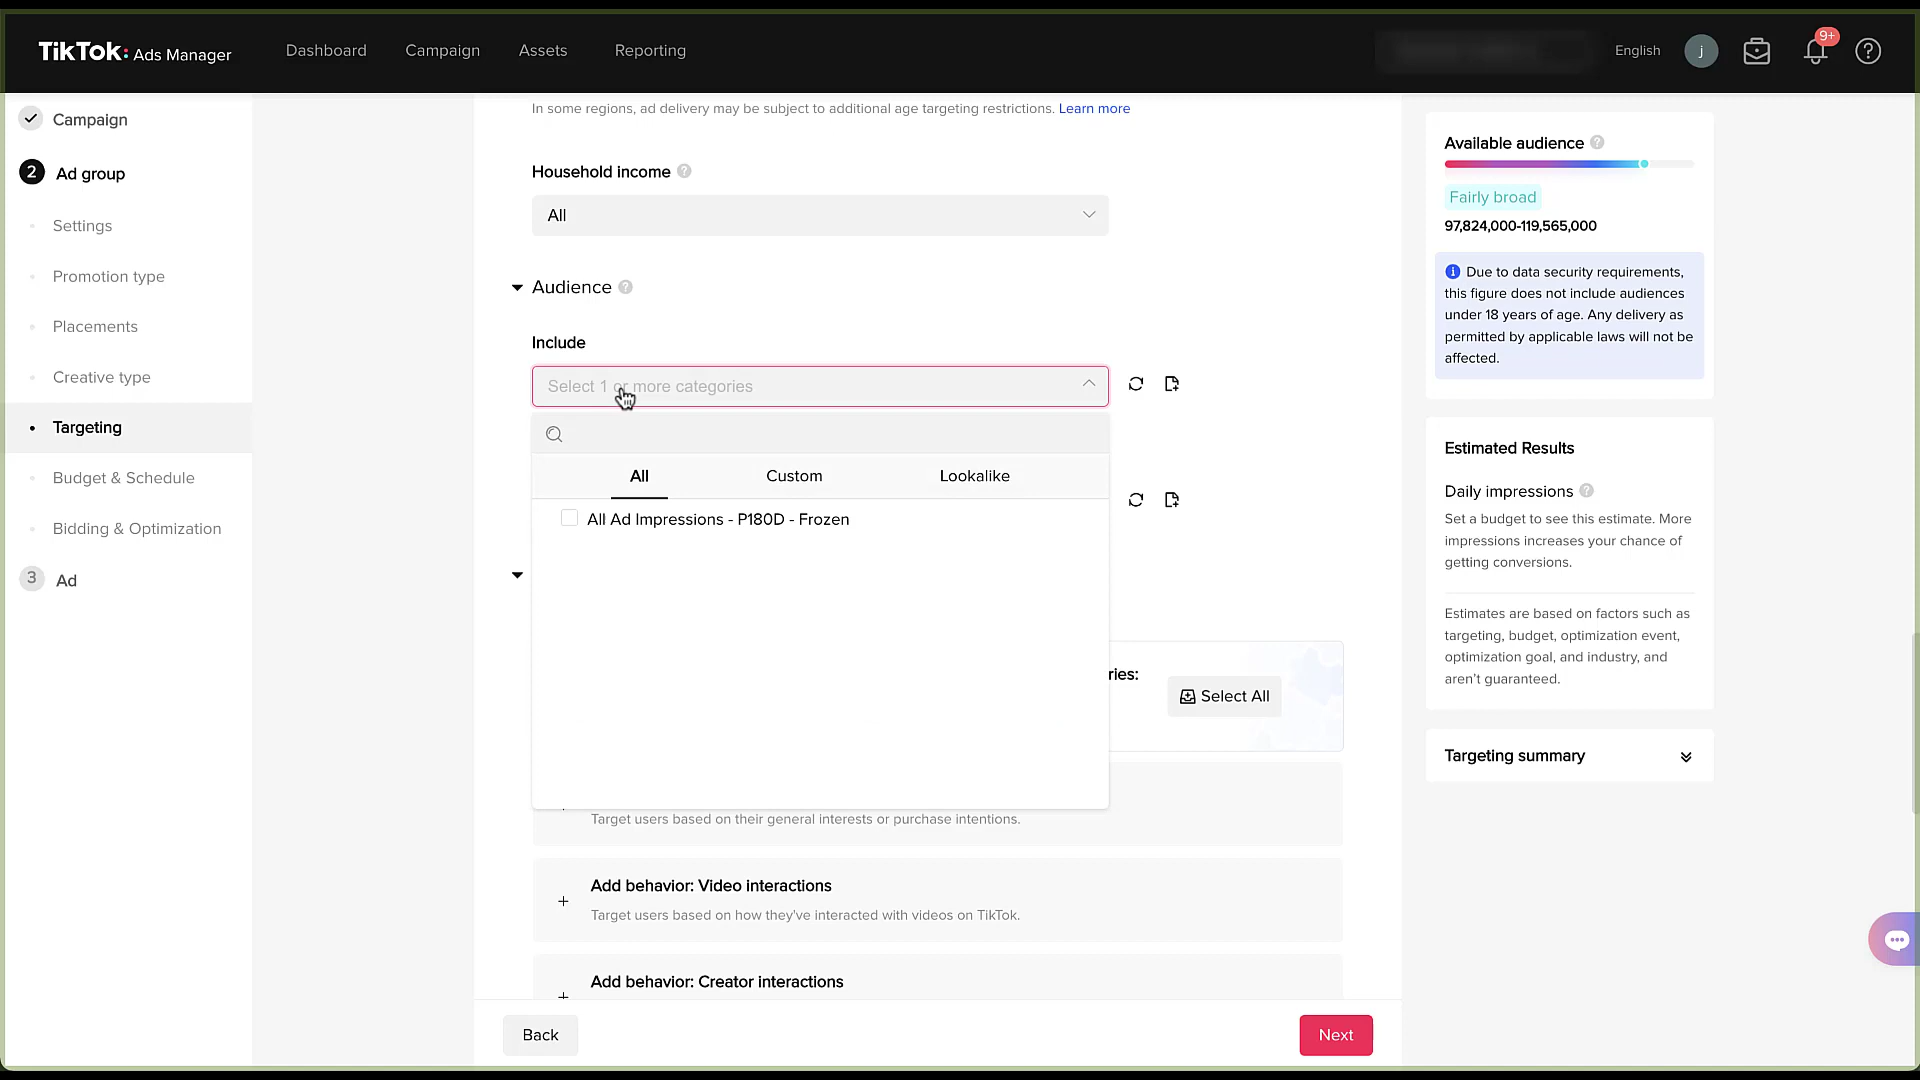 TikTok: Ads Manager
Dashboard
Campaign
Assets
Reporting
English
j
9+
Campaign
2 Ad group
Settings
Promotion type
Placements
Creative type
Targeting
Budget & Schedule
Bidding & Optimization
3 Ad
In some regions, ad delivery may be subject to additional age targeting restrictions. Learn more
Household income
All
Audience
Include
Select 1 or more categories
All
Custom
Lookalike
All Ad Impressions - P180D - Frozen
ries:
Select All
Target users based on their general interests or purchase intentions.
Add behavior: Video interactions
Target users based on how they've interacted with videos on TikTok.
Add behavior: Creator interactions
Back
Next
Available audience
Fairly broad
97,824,000-119,565,000
Due to data security requirements,
this figure does not include audiences
under 18 years of age. Any delivery as
permitted by applicable laws will not be
affected.
Estimated Results
Daily impressions
Set a budget to see this estimate. More
impressions increases your chance of
getting conversions.
Estimates are based on factors such as
targeting, budget, optimization event,
optimization goal, and industry, and
aren't guaranteed.
Targeting summary